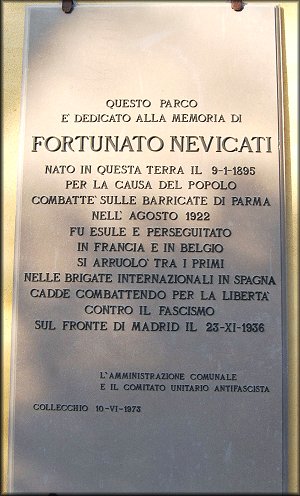 QUESTO PARCO
E' DEDICATO ALLA MEMORIA DI
FORTUNATO NEVICATI
NATO IN QUESTA TERRA IL 9-1-1895
PER LA CAUSA DEL POPOLO
COMBATTE' SULLE BARRICATE DI PARMA
NELL' AGOSTO 1922
FU ESULE E PERSEGUITATO
IN FRANCIA E IN BELGIO
SI ARRUOLO' TRA I PRIMI
NELLE BRIGATE INTERNAZIONALI IN SPAGNA
CADDE COMBATTENDO PER LA LIBERTA'
CONTRO IL FASCISMO
SUL FRONTE DI MADRID IL 23-XI-1936
L'AMMINISTRAZIONE COMUNALE
E IL COMITATO UNITARIO ANTIFASCISTA
COLLECCHIO 10-VI-1973